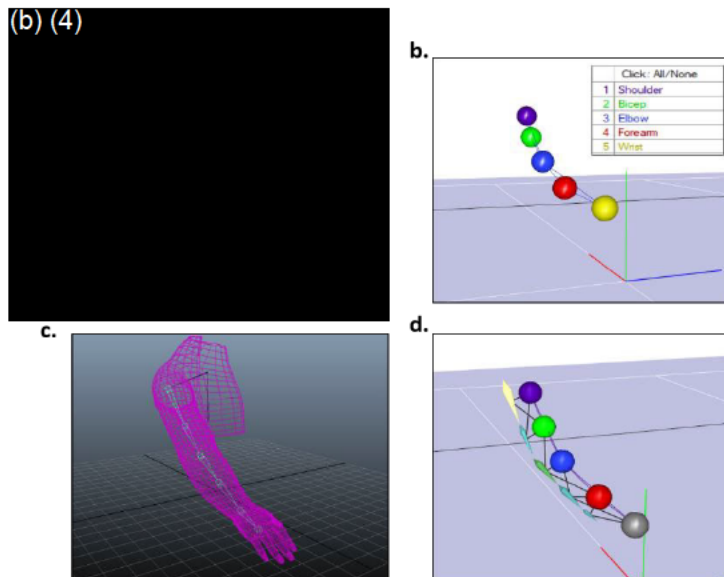 (b) (4)
b.
Click: All/None
1 Shoulder
2 Bicep
3 Elbow
4 Forearm
5 Wrist
c.
d.